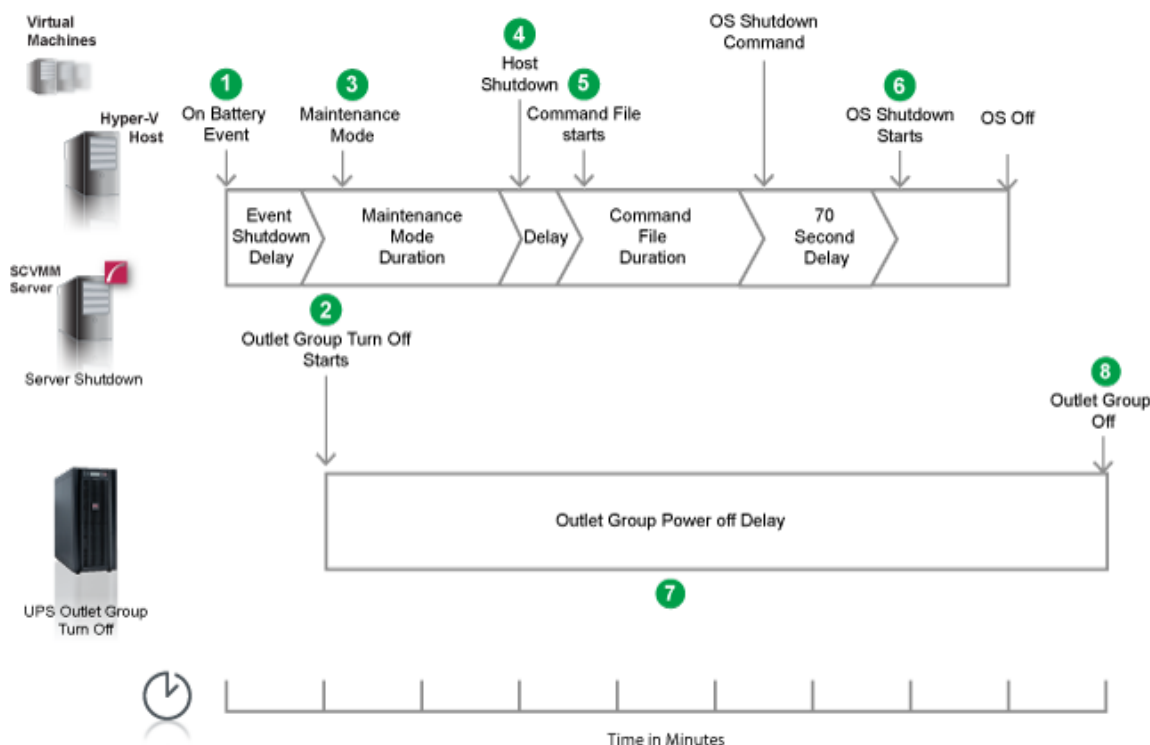 Virtual
Machines
Hyper-V
Host
SCVMM
Server
Server Shutdown
1
On Battery
Event
3
Maintenance
Mode
4
Host
Shutdown
5
Command File
starts
OS Shutdown
Command
6
OS Shutdown
Starts
OS Off
Event
Shutdown
Delay
Maintenance
Mode
Duration
Delay
Command
File
Duration
70
Second
Delay
2
Outlet Group Turn Off
Starts
8
Outlet Group
Off
Outlet Group Power off Delay
7
UPS Outlet Group
Turn Off
Time in Minutes